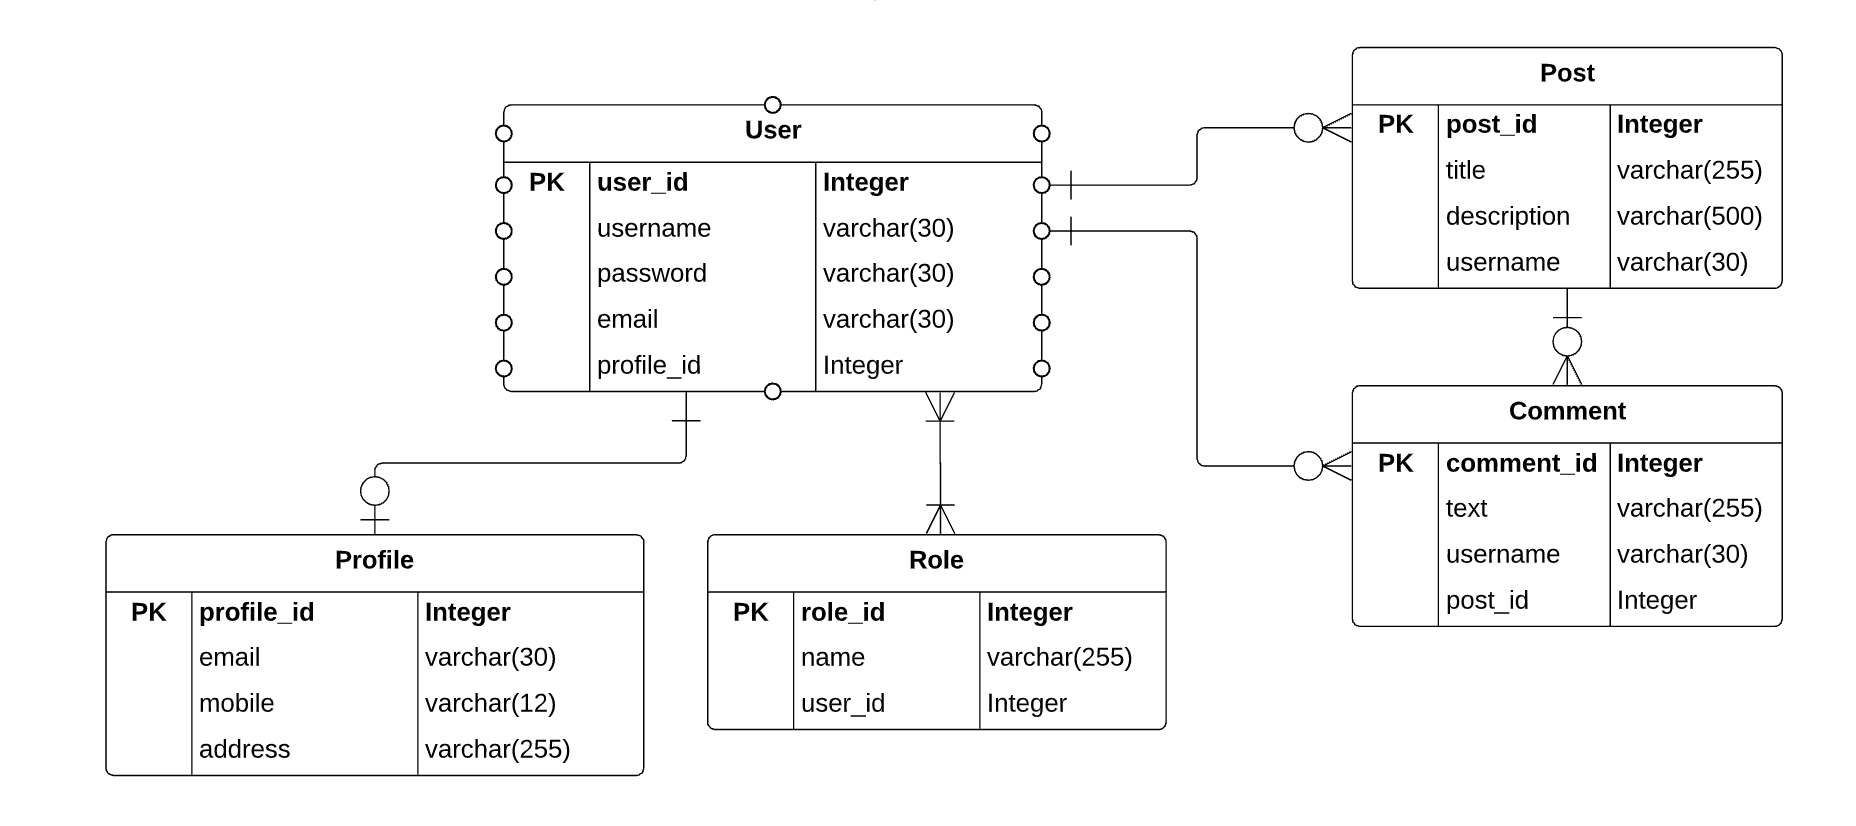 User
PK user_id Integer
username varchar(30)
password varchar(30)
email varchar(30)
profile_id Integer
Post
PK post_id Integer
title varchar(255)
description varchar(500)
username varchar(30)
Comment
PK comment_id Integer
text varchar(255)
username varchar(30)
post_id Integer
Profile
PK profile_id Integer
email varchar(30)
mobile varchar(12)
address varchar(255)
Role
PK role_id Integer
name varchar(255)
user_id Integer